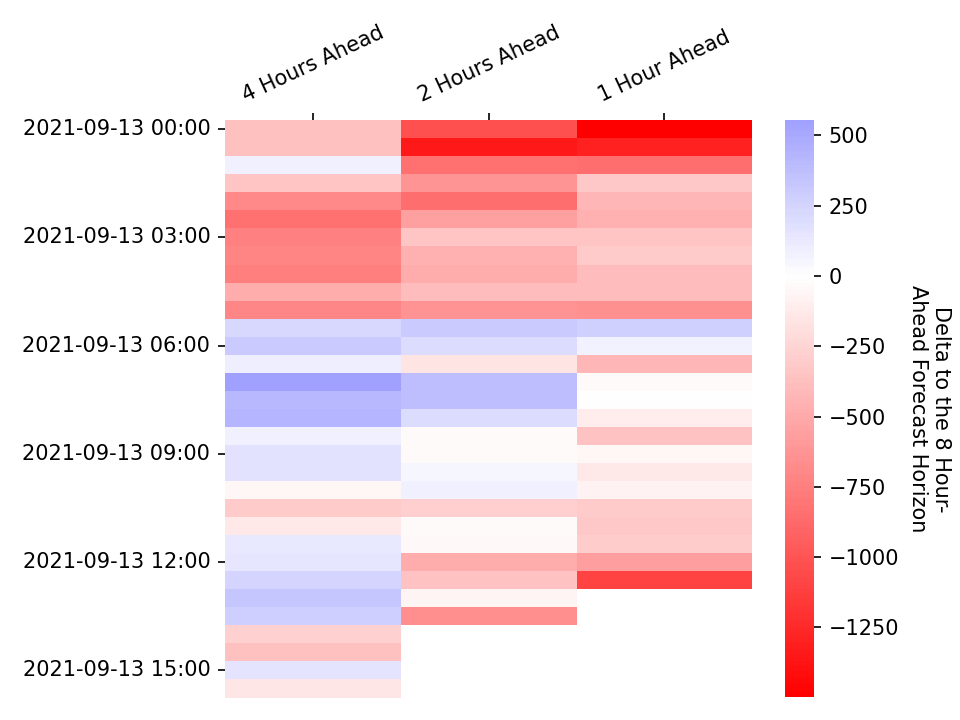 4 Hours Ahead
2 Hours Ahead
1 Hour Ahead
2021-09-13 00:00
2021-09-13 03:00
2021-09-13 06:00
2021-09-13 09:00
2021-09-13 12:00
2021-09-13 15:00
500
250
0
−250
−500
−750
−1000
−1250
Delta to the 8 Hour-
Ahead Forecast Horizon